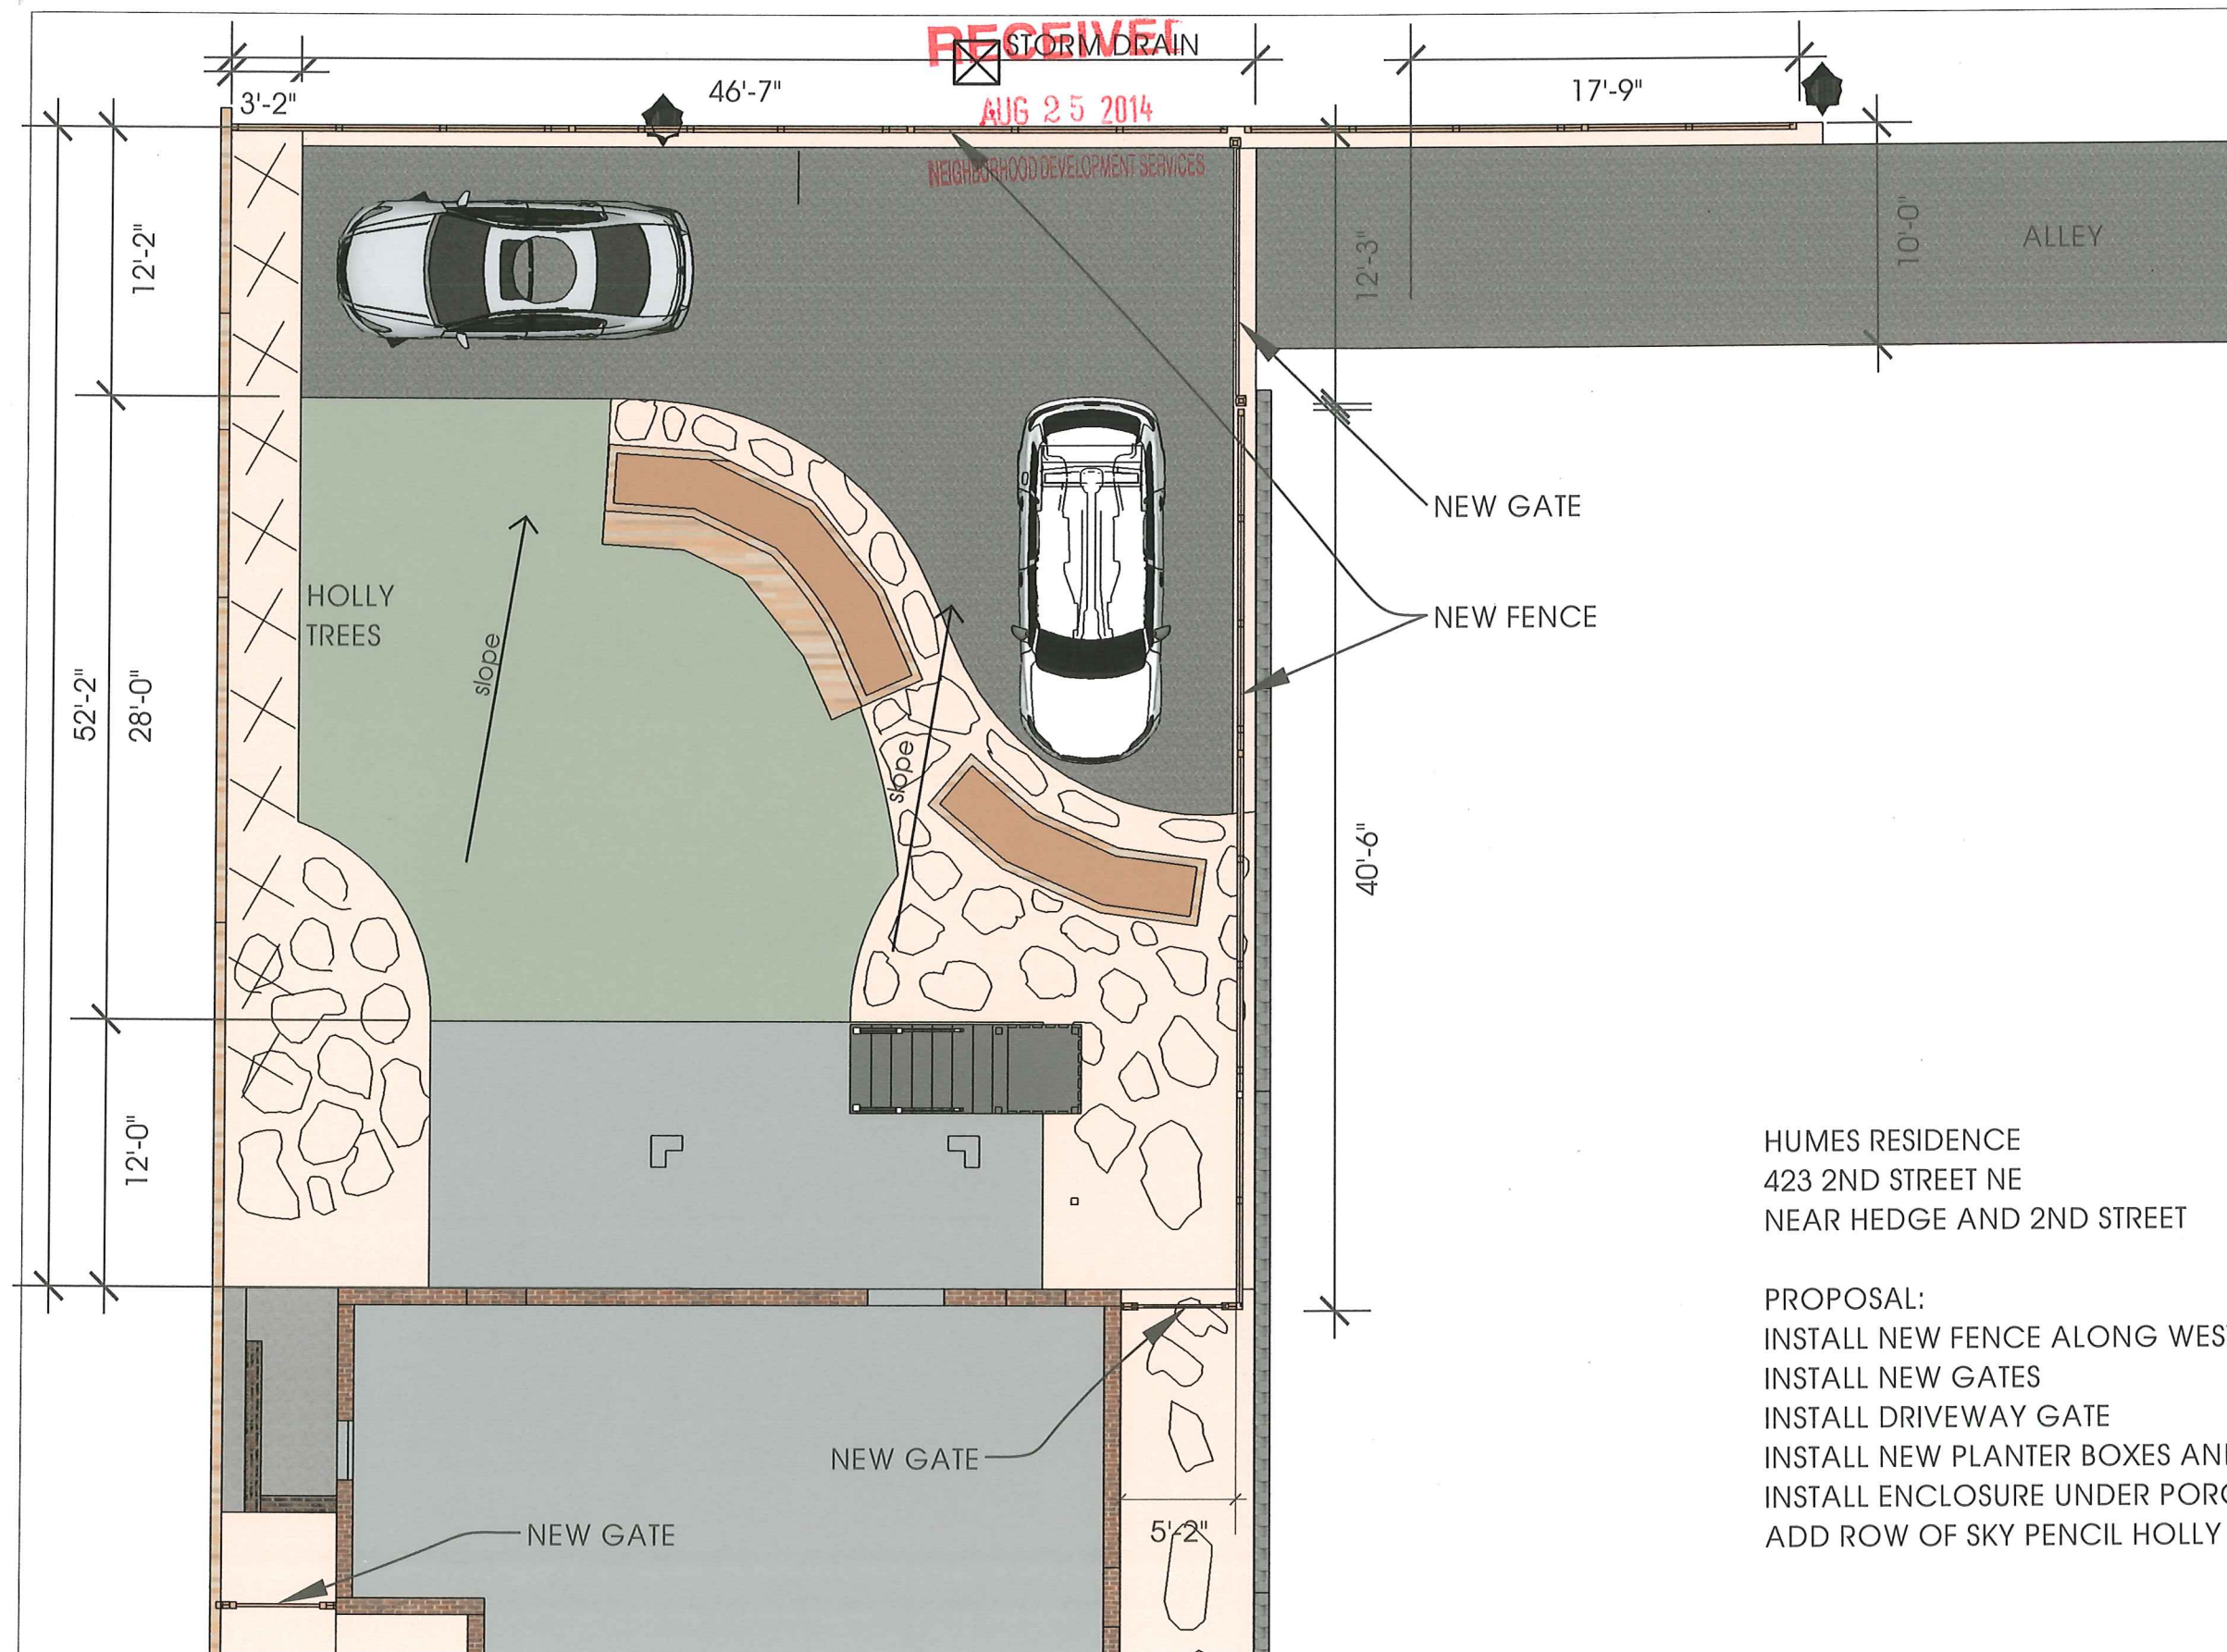 RECEIVED
STORM DRAIN
3'-2"
46'-7"
17'-9"
AUG 25 2014
NEIGHBORHOOD DEVELOPMENT SERVICES
12'-2"
12'-3"
10'-0"
ALLEY
NEW GATE
HOLLY
TREES
NEW FENCE
slope
slope
52'-2"
28'-0"
40'-6"
12'-0"
HUMES RESIDENCE
423 2ND STREET NE
NEAR HEDGE AND 2ND STREET
PROPOSAL:
INSTALL NEW FENCE ALONG WES
INSTALL NEW GATES
INSTALL DRIVEWAY GATE
INSTALL NEW PLANTER BOXES AN
INSTALL ENCLOSURE UNDER PORC
ADD ROW OF SKY PENCIL HOLLY
NEW GATE
NEW GATE
5'-2"